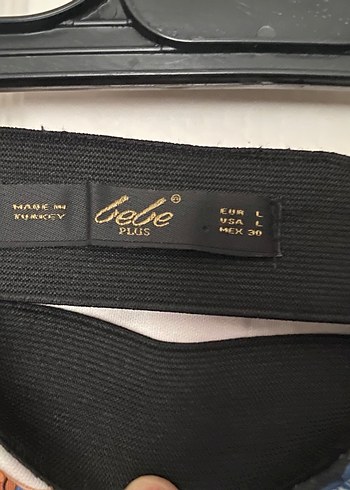 MADE IN
TURKEY
bebe®
PLUS
EUR L
USA L
MEX 30